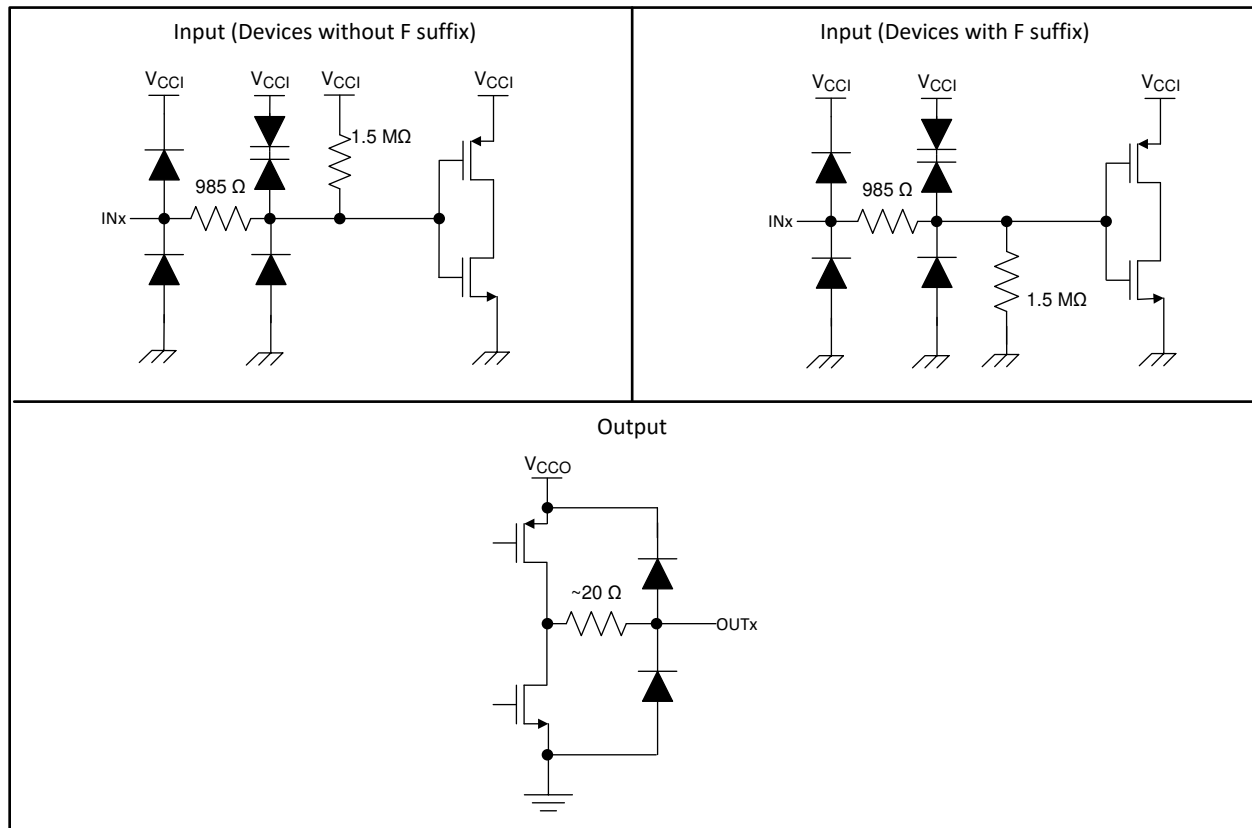 Input (Devices without F suffix)
VCCI VCCI VCCI VCCI
1.5 MΩ
985 Ω
INx
Input (Devices with F suffix)
VCCI VCCI VCCI
985 Ω
INx
1.5 MΩ
Output
VCCO
~20 Ω
OUTx